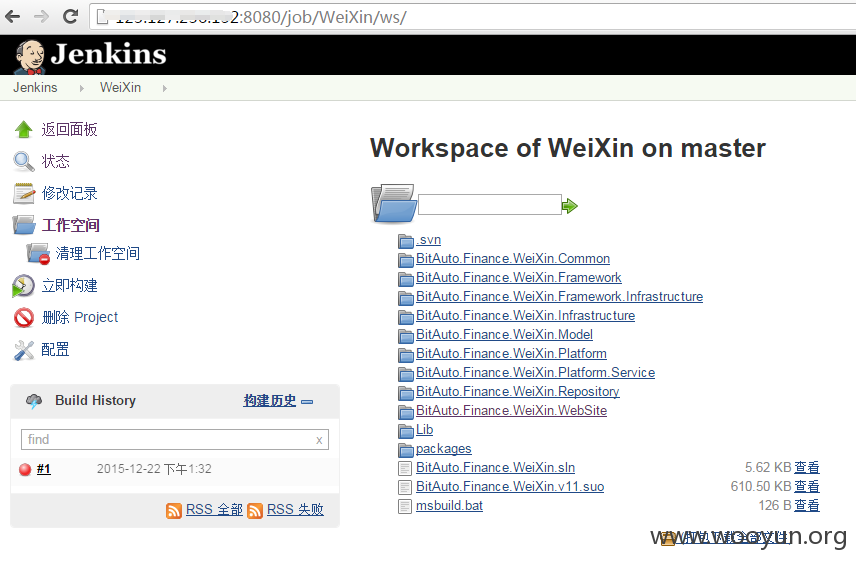 :8080/job/WeiXin/ws/
Jenkins
Jenkins WeiXin
返回面板
状态
修改记录
工作空间
清理工作空间
立即构建
删除 Project
配置
Build History 构建历史
find x
#1 2015-12-22 下午1:32
RSS 全部 RSS 失败
Workspace of WeiXin on master
.svn
BitAuto.Finance.WeiXin.Common
BitAuto.Finance.WeiXin.Framework
BitAuto.Finance.WeiXin.Framework.Infrastructure
BitAuto.Finance.WeiXin.Infrastructure
BitAuto.Finance.WeiXin.Model
BitAuto.Finance.WeiXin.Platform
BitAuto.Finance.WeiXin.Platform.Service
BitAuto.Finance.WeiXin.Repository
BitAuto.Finance.WeiXin.WebSite
Lib
packages
BitAuto.Finance.WeiXin.sln 5.62 KB 查看
BitAuto.Finance.WeiXin.v11.suo 610.50 KB 查看
msbuild.bat 126 B 查看
www.wooyun.org